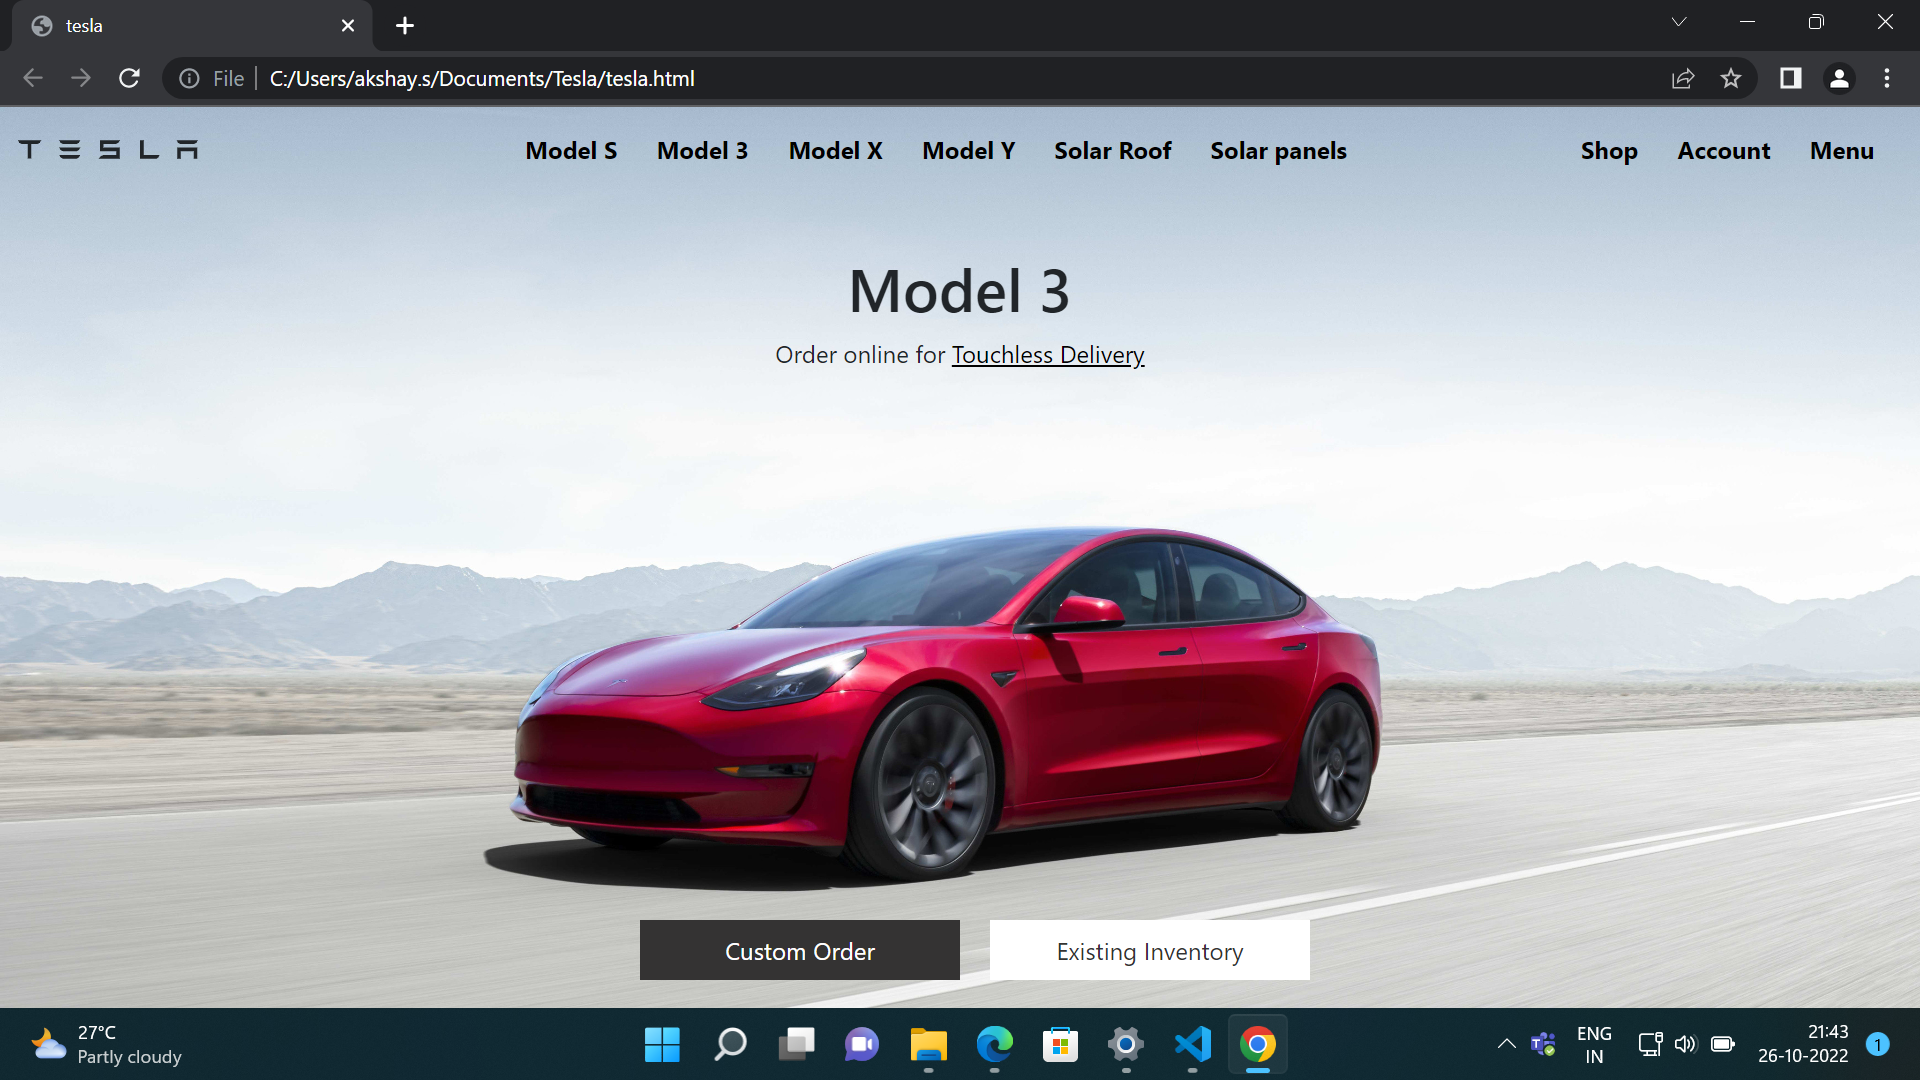 tesla
File C:/Users/akshay.s/Documents/Tesla/tesla.html
TESLA Model S Model 3 Model X Model Y Solar Roof Solar panels Shop Account Menu
Model 3
Order online for Touchless Delivery
Custom Order Existing Inventory
27°C
Partly cloudy
ENG
IN
21:43
26-10-2022
1